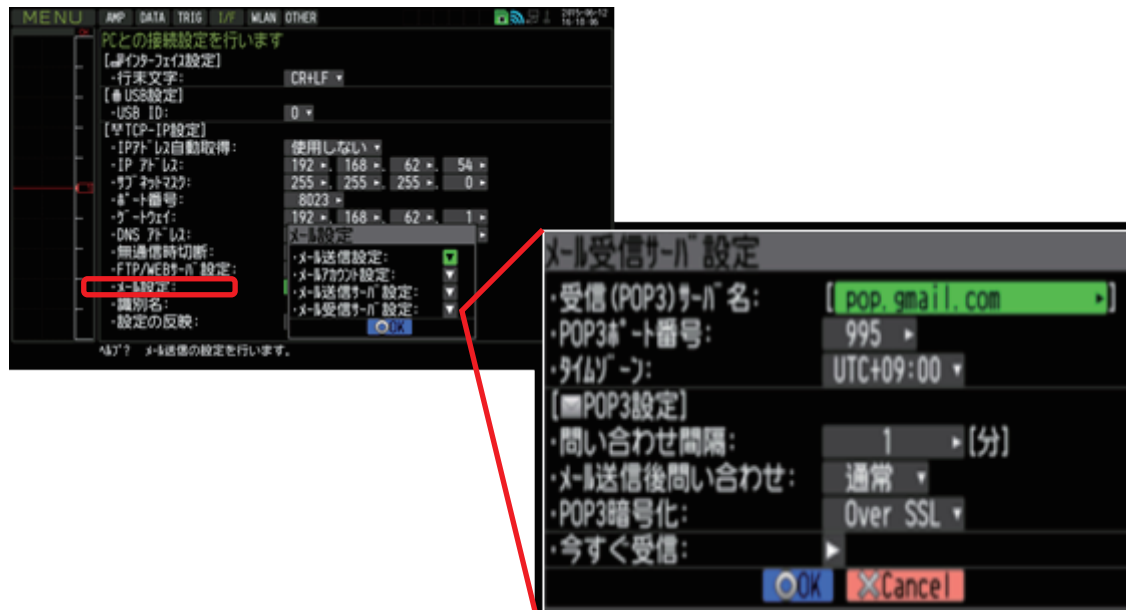 MENU AMP DATA TRIG I/F WLAN OTHER 2015-06-12
16:10:06
PCとの接続設定を行います
[インターフェイス設定]
・行末文字: CR+LF
[USB設定]
・USB ID: 0
[TCP-IP設定]
・IPアドレス自動取得: 使用しない
・IP アドレス: 192 . 168 . 62 . 54
・サブネットマスク: 255 . 255 . 255 . 0
・ポート番号: 8023
・ゲートウェイ: 192 . 168 . 62 . 1
・DNS アドレス:
・無通信時切断:
・FTP/WEBサーバ設定:
・メール設定:
・識別名:
・設定の反映:
メール設定
・メール送信設定:
・メールアカウント設定:
・メール送信サーバ設定:
・メール受信サーバ設定:
OK
ヘルプ? メール送信の設定を行います。
メール受信サーバ設定
・受信(POP3)サーバ名: [pop.gmail.com]
・POP3ポート番号: 995
・タイムゾーン: UTC+09:00
[POP3設定]
・問い合わせ間隔: 1 [分]
・メール送信後問い合わせ: 通常
・POP3暗号化: Over SSL
・今すぐ受信:
OK Cancel